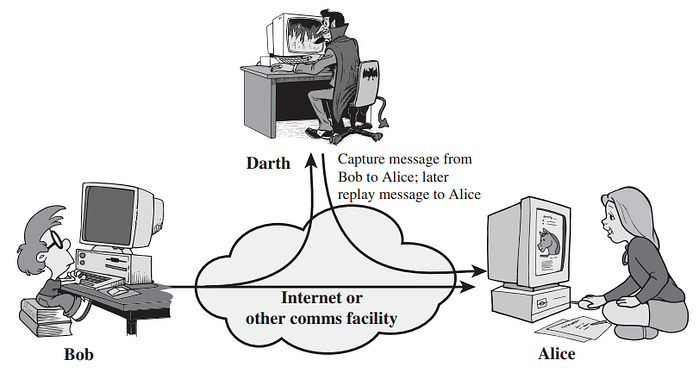 Darth
Capture message from
Bob to Alice; later
replay message to Alice
Internet or
other comms facility
Bob
Alice